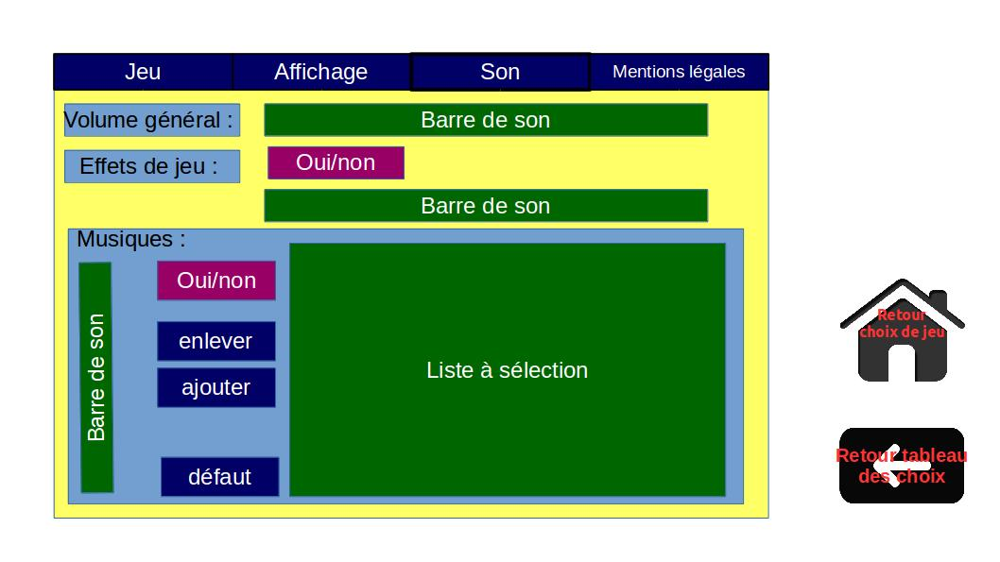 Jeu
Affichage
Son
Mentions légales
Volume général :
Barre de son
Effets de jeu :
Oui/non
Barre de son
Musiques :
Barre de son
Oui/non
enlever
ajouter
défaut
Liste à sélection
Retour
choix de jeu
Retour tableau
des choix